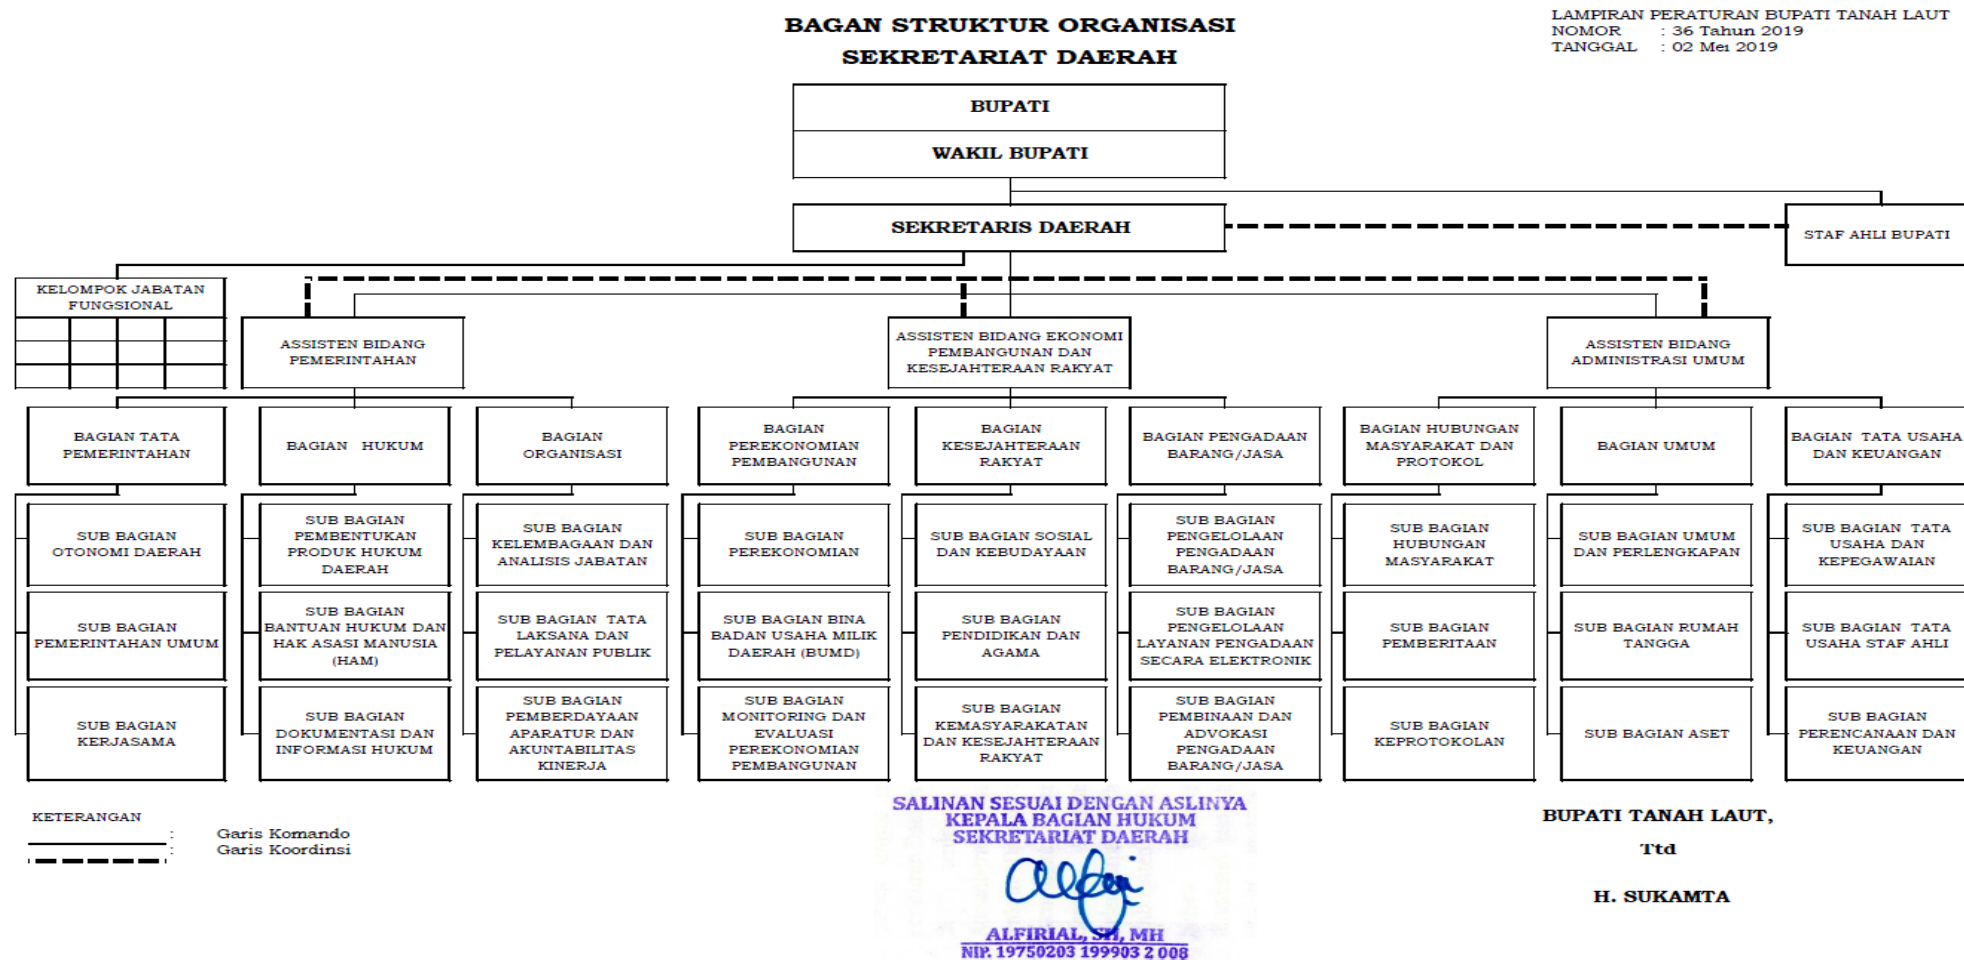 BAGAN STRUKTUR ORGANISASI
SEKRETARIAT DAERAH
LAMPIRAN PERATURAN BUPATI TANAH LAUT
NOMOR : 36 Tahun 2019
TANGGAL : 02 Mei 2019
BUPATI
WAKIL BUPATI
SEKRETARIS DAERAH
STAF AHLI BUPATI
KELOMPOK JABATAN
FUNGSIONAL
ASSISTEN BIDANG
PEMERINTAHAN
ASSISTEN BIDANG EKONOMI
PEMBANGUNAN DAN
KESEJAHTERAAN RAKYAT
ASSISTEN BIDANG
ADMINISTRASI UMUM
BAGIAN TATA
PEMERINTAHAN
BAGIAN HUKUM
BAGIAN
ORGANISASI
BAGIAN
PEREKONOMIAN
PEMBANGUNAN
BAGIAN
KESEJAHTERAAN
RAKYAT
BAGIAN PENGADAAN
BARANG/JASA
BAGIAN HUBUNGAN
MASYARAKAT DAN
PROTOKOL
BAGIAN UMUM
BAGIAN TATA USAHA
DAN KEUANGAN
SUB BAGIAN
OTONOMI DAERAH
SUB BAGIAN
PEMBENTUKAN
PRODUK HUKUM
DAERAH
SUB BAGIAN
KELEMBAGAAN DAN
ANALISIS JABATAN
SUB BAGIAN
PEREKONOMIAN
SUB BAGIAN SOSIAL
DAN KEBUDAYAAN
SUB BAGIAN
PENGELOLAAN
PENGADAAN
BARANG/JASA
SUB BAGIAN
HUBUNGAN
MASYARAKAT
SUB BAGIAN UMUM
DAN PERLENGKAPAN
SUB BAGIAN TATA
USAHA DAN
KEPEGAWAIAN
SUB BAGIAN
PEMERINTAHAN UMUM
SUB BAGIAN
BANTUAN HUKUM DAN
HAK ASASI MANUSIA
(HAM)
SUB BAGIAN TATA
LAKSANA DAN
PELAYANAN PUBLIK
SUB BAGIAN BINA
BADAN USAHA MILIK
DAERAH (BUMD)
SUB BAGIAN
PENDIDIKAN DAN
AGAMA
SUB BAGIAN
PENGELOLAAN
LAYANAN PENGADAAN
SECARA ELEKTRONIK
SUB BAGIAN
PEMBERITAAN
SUB BAGIAN RUMAH
TANGGA
SUB BAGIAN TATA
USAHA STAF AHLI
SUB BAGIAN
KERJASAMA
SUB BAGIAN
DOKUMENTASI DAN
INFORMASI HUKUM
SUB BAGIAN
PEMBERDAYAAN
APARATUR DAN
AKUNTABILITAS
KINERJA
SUB BAGIAN
MONITORING DAN
EVALUASI
PEREKONOMIAN
PEMBANGUNAN
SUB BAGIAN
KEMASYARAKATAN
DAN KESEJAHTERAAN
RAKYAT
SUB BAGIAN
PEMBINAAN DAN
ADVOKASI
PENGADAAN
BARANG/JASA
SUB BAGIAN
KEPROTOKOLAN
SUB BAGIAN ASET
SUB BAGIAN
PERENCANAAN DAN
KEUANGAN
KETERANGAN
: Garis Komando
: Garis Koordinsi
SALINAN SESUAI DENGAN ASLINYA
KEPALA BAGIAN HUKUM
SEKRETARIAT DAERAH
ALFIRIAL, SH, MH
NIP. 19750203 199903 2 008
BUPATI TANAH LAUT,
Ttd
H. SUKAMTA